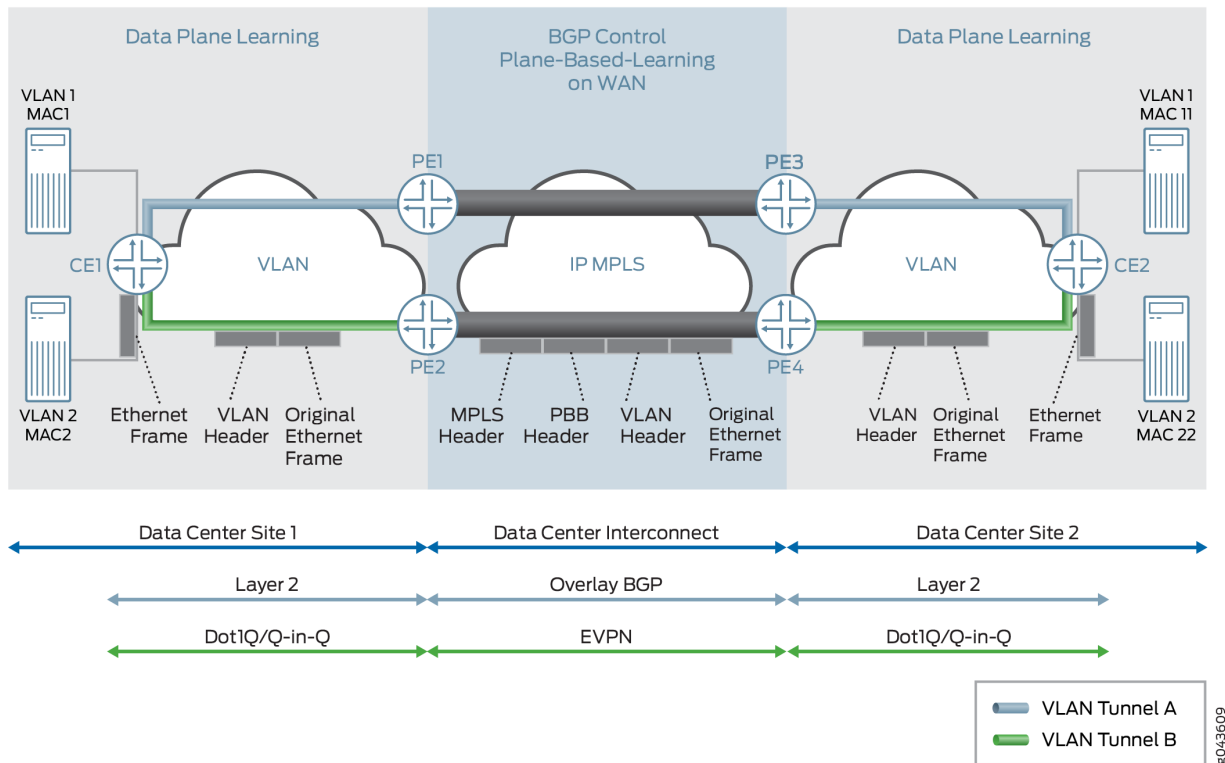 Data Plane Learning
BGP Control
Plane-Based-Learning
on WAN
Data Plane Learning
VLAN 1
MAC1
VLAN 1
MAC 11
PE1
PE3
CE1
VLAN
IP MPLS
VLAN
CE2
PE2
PE4
VLAN 2
MAC2
Ethernet
Frame
VLAN
Header
Original
Ethernet
Frame
MPLS
Header
PBB
Header
VLAN
Header
Original
Ethernet
Frame
VLAN
Header
Original
Ethernet
Frame
Ethernet
Frame
VLAN 2
MAC 22
Data Center Site 1
Data Center Interconnect
Data Center Site 2
Layer 2
Overlay BGP
Layer 2
Dot1Q/Q-in-Q
EVPN
Dot1Q/Q-in-Q
VLAN Tunnel A
VLAN Tunnel B
g043609